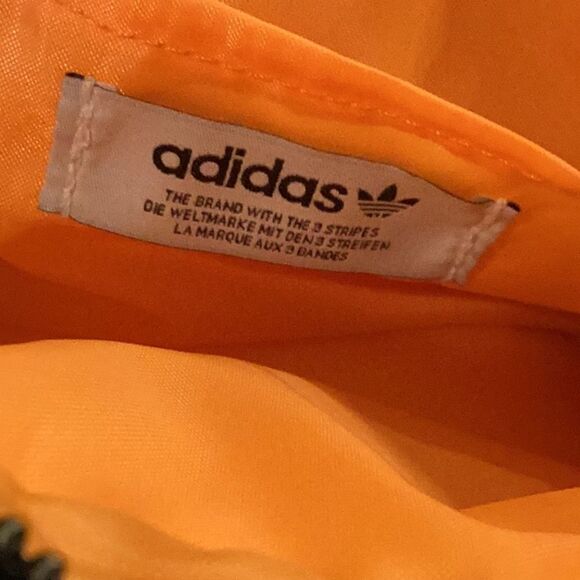 adidas
THE BRAND WITH THE 3 STRIPES
DIE WELTMARKE MIT DEN 3 STREIFEN
LA MARQUE AUX 3 BANDES